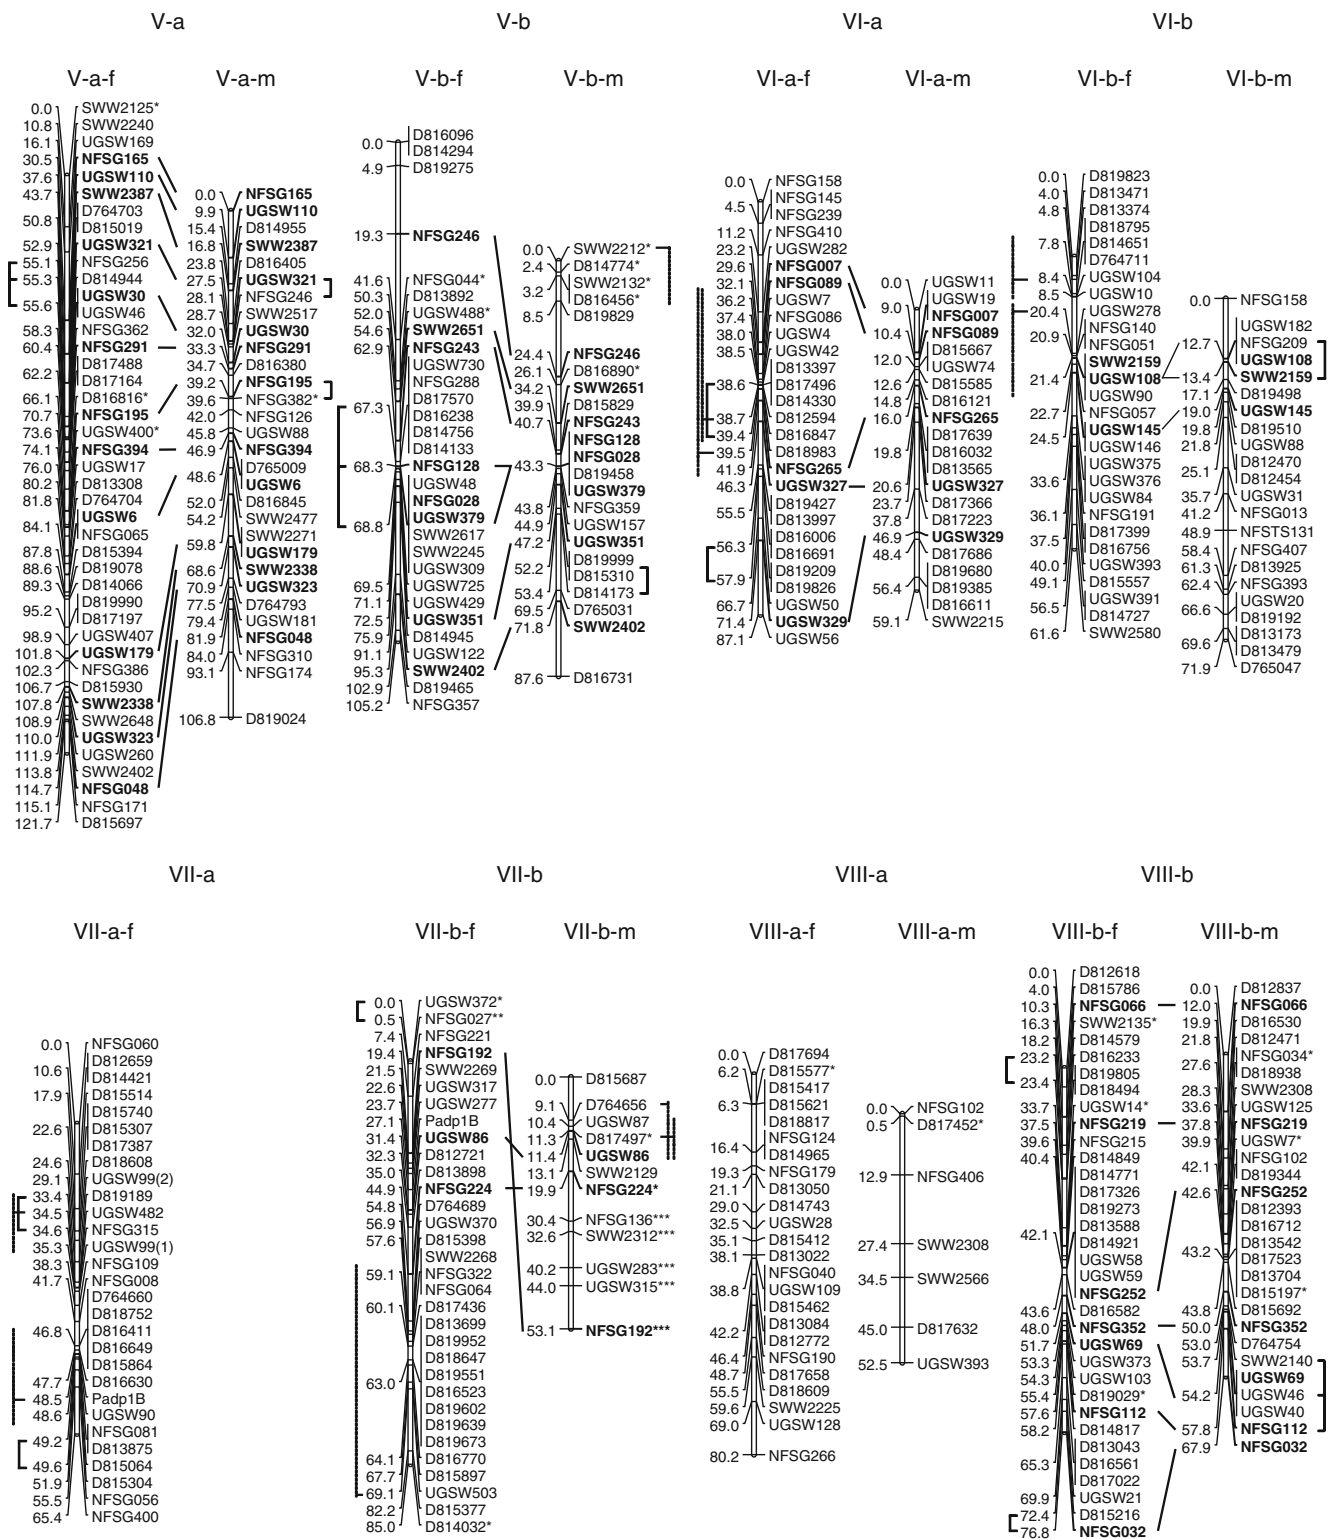 V-a
V-b
VI-a
VI-b
V-a-f
V-a-m
V-b-f
V-b-m
VI-a-f
VI-a-m
VI-b-f
VI-b-m
0.0 SWW2125*
10.8 SWW2240
16.1 UGSW169
30.5 NFSG165
37.6 UGSW110
43.7 SWW2387
D764703
50.8 D815019
52.9 UGSW321
55.1 NFSG256
55.3 D814944
UGSW30
55.6 UGSW46
58.3 NFSG362
60.4 NFSG291
D817488
62.2 D817164
66.1 D816816*
70.7 NFSG195
73.6 UGSW400*
74.1 NFSG394
76.0 UGSW17
80.2 D813308
81.8 D764704
UGSW6
84.1 NFSG065
87.8 D815394
88.6 D819078
89.3 D814066
D819990
95.2 D817197
98.9 UGSW407
101.8 UGSW179
102.3 NFSG386
106.7 D815930
107.8 SWW2338
108.9 SWW2648
110.0 UGSW323
111.9 UGSW260
113.8 SWW2402
114.7 NFSG048
115.1 NFSG171
121.7 D815697
0.0 NFSG165
9.9 UGSW110
15.4 D814955
16.8 SWW2387
23.8 D816405
27.5 UGSW321
28.1 NFSG246
28.7 SWW2517
32.0 UGSW30
33.3 NFSG291
34.7 D816380
39.2 NFSG195
39.6 NFSG382*
42.0 NFSG126
45.8 UGSW88
46.9 NFSG394
D765009
48.6 UGSW6
52.0 D816845
54.2 SWW2477
SWW2271
59.8 UGSW179
68.6 SWW2338
70.9 UGSW323
77.5 D764793
79.4 UGSW181
81.9 NFSG048
84.0 NFSG310
93.1 NFSG174
106.8 D819024
D816096
0.0 D814294
4.9 D819275
19.3 NFSG246
41.6 NFSG044*
50.3 D813892
52.0 UGSW488*
54.6 SWW2651
62.9 NFSG243
UGSW730
NFSG288
D817570
67.3 D816238
D814756
D814133
68.3 NFSG128
UGSW48
NFSG028
68.8 UGSW379
SWW2617
SWW2245
UGSW309
69.5 UGSW725
71.1 UGSW429
72.5 UGSW351
75.9 D814945
91.1 UGSW122
95.3 SWW2402
102.9 D819465
105.2 NFSG357
0.0 SWW2212*
2.4 D814774*
SWW2132*
3.2 D816456*
8.5 D819829
24.4 NFSG246
26.1 D816890*
34.2 SWW2651
39.9 D815829
40.7 NFSG243
NFSG128
NFSG028
43.3 D819458
UGSW379
43.8 NFSG359
44.9 UGSW157
47.2 UGSW351
D819999
52.2 D815310
53.4 D814173
69.5 D765031
71.8 SWW2402
87.6 D816731
0.0 NFSG158
NFSG145
4.5 NFSG239
11.2 NFSG410
23.2 UGSW282
29.6 NFSG007
32.1 NFSG089
36.2 UGSW7
37.4 NFSG086
38.0 UGSW4
38.5 UGSW42
D813397
38.6 D817496
D814330
38.7 D812594
39.4 D816847
39.5 D818983
41.9 NFSG265
46.3 UGSW327
D819427
55.5 D813997
D816006
56.3 D816691
D819209
57.9 D819826
66.7 UGSW50
71.4 UGSW329
87.1 UGSW56
0.0 UGSW11
UGSW19
9.0 NFSG007
10.4 NFSG089
D815667
12.0 UGSW74
12.6 D815585
14.8 D816121
16.0 NFSG265
D817639
19.8 D816032
D813565
20.6 UGSW327
23.7 D817366
37.8 D817223
46.9 UGSW329
48.4 D817686
D819680
56.4 D819385
D816611
59.1 SWW2215
0.0 D819823
4.0 D813471
4.8 D813374
D818795
7.8 D814651
D764711
8.4 UGSW104
8.5 UGSW10
20.4 UGSW278
NFSG140
20.9 NFSG051
SWW2159
21.4 UGSW108
UGSW90
22.7 NFSG057
UGSW145
24.5 UGSW146
UGSW375
33.6 UGSW376
UGSW84
36.1 NFSG191
37.5 D817399
D816756
40.0 UGSW393
49.1 D815557
UGSW391
56.5 D814727
61.6 SWW2580
0.0 NFSG158
UGSW182
12.7 NFSG209
UGSW108
13.4 SWW2159
17.1 D819498
19.0 UGSW145
19.8 D819510
21.8 UGSW88
D812470
25.1 D812454
35.7 UGSW31
41.2 NFSG013
48.9 NFSTS131
58.4 NFSG407
61.3 D813925
62.4 NFSG393
UGSW20
66.6 D819192
D813173
69.6 D813479
71.9 D765047
VII-a
VII-b
VIII-a
VIII-b
VII-a-f
VII-b-f
VII-b-m
VIII-a-f
VIII-a-m
VIII-b-f
VIII-b-m
0.0 NFSG060
D812659
10.6 D814421
17.9 D815514
D815740
22.6 D815307
D817387
24.6 D818608
29.1 UGSW99(2)
33.4 D819189
34.5 UGSW482
34.6 NFSG315
35.3 UGSW99(1)
38.3 NFSG109
41.7 NFSG008
D764660
D818752
46.8 D816411
D816649
D815864
47.7 D816630
48.5 Padp1B
48.6 UGSW90
NFSG081
49.2 D813875
49.6 D815064
51.9 D815304
55.5 NFSG056
65.4 NFSG400
0.0 UGSW372*
0.5 NFSG027**
7.4 NFSG221
19.4 NFSG192
21.5 SWW2269
22.6 UGSW317
23.7 UGSW277
27.1 Padp1B
31.4 UGSW86
32.3 D812721
35.0 D813898
44.9 NFSG224
54.8 D764689
56.9 UGSW370
57.6 D815398
SWW2268
59.1 NFSG322
NFSG064
60.1 D817436
D813699
D819952
D818647
D819551
63.0 D816523
D819602
D819639
D819673
64.1 D816770
67.7 D815897
69.1 UGSW503
82.2 D815377
85.0 D814032*
0.0 D815687
9.1 D764656
10.4 UGSW87
11.3 D817497*
11.4 UGSW86
13.1 SWW2129
19.9 NFSG224*
30.4 NFSG136***
32.6 SWW2312***
40.2 UGSW283***
44.0 UGSW315***
53.1 NFSG192***
0.0 D817694
6.2 D815577*
D815417
6.3 D815621
D818817
NFSG124
16.4 D814965
19.3 NFSG179
21.1 D813050
29.0 D814743
32.5 UGSW28
35.1 D815412
38.1 D813022
NFSG040
38.8 UGSW109
D815462
D813084
42.2 D812772
46.4 NFSG190
48.7 D817658
55.5 D818609
59.6 SWW2225
69.0 UGSW128
80.2 NFSG266
0.0 NFSG102
0.5 D817452*
12.9 NFSG406
27.4 SWW2308
34.5 SWW2566
45.0 D817632
52.5 UGSW393
0.0 D812618
4.0 D815786
10.3 NFSG066
16.3 SWW2135*
18.2 D814579
23.2 D816233
D819805
23.4 D818494
33.7 UGSW14*
37.5 NFSG219
39.6 NFSG215
40.4 D814849
D814771
D817326
D819273
D813588
42.1 D814921
UGSW58
UGSW59
NFSG252
43.6 D816582
48.0 NFSG352
51.7 UGSW69
53.3 UGSW373
54.3 UGSW103
55.4 D819029*
57.6 NFSG112
58.2 D814817
D813043
65.3 D816561
D817022
69.9 UGSW21
72.4 D815216
76.8 NFSG032
0.0 D812837
12.0 NFSG066
19.9 D816530
21.8 D812471
NFSG034*
27.6 D818938
28.3 SWW2308
33.6 UGSW125
37.8 NFSG219
39.9 UGSW7*
NFSG102
42.1 D819344
42.6 NFSG252
D812393
D816712
D813542
43.2 D817523
D813704
D815197*
43.8 D815692
50.0 NFSG352
53.0 D764754
53.7 SWW2140
UGSW69
54.2 UGSW46
UGSW40
57.8 NFSG112
67.9 NFSG032